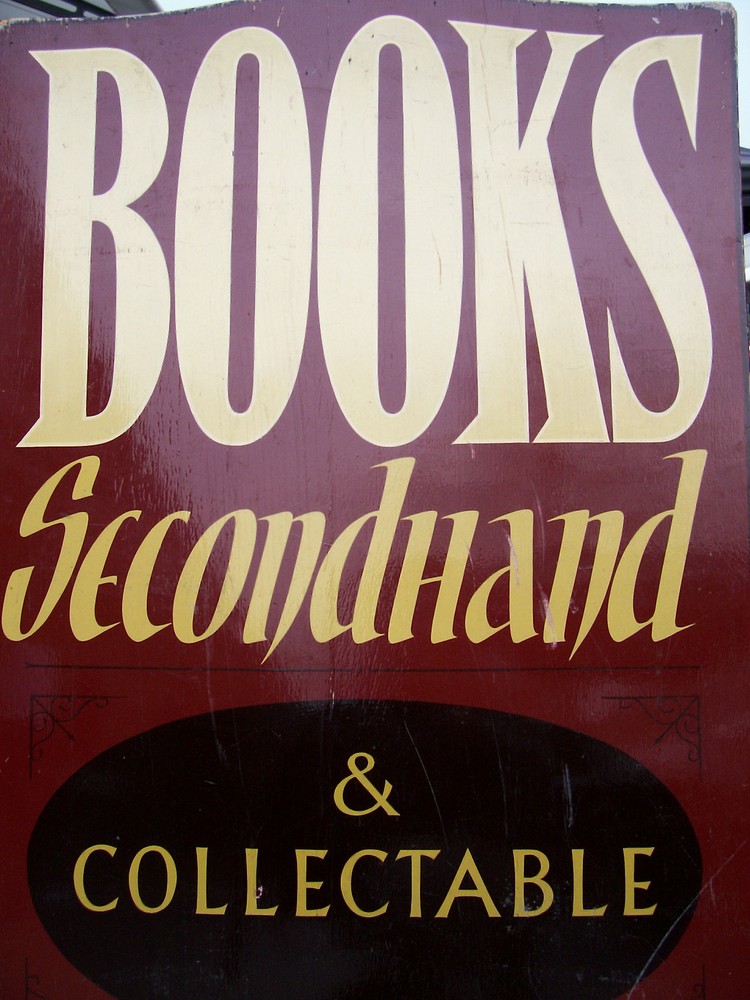 BOOKS
Secondhand
&
COLLECTABLE